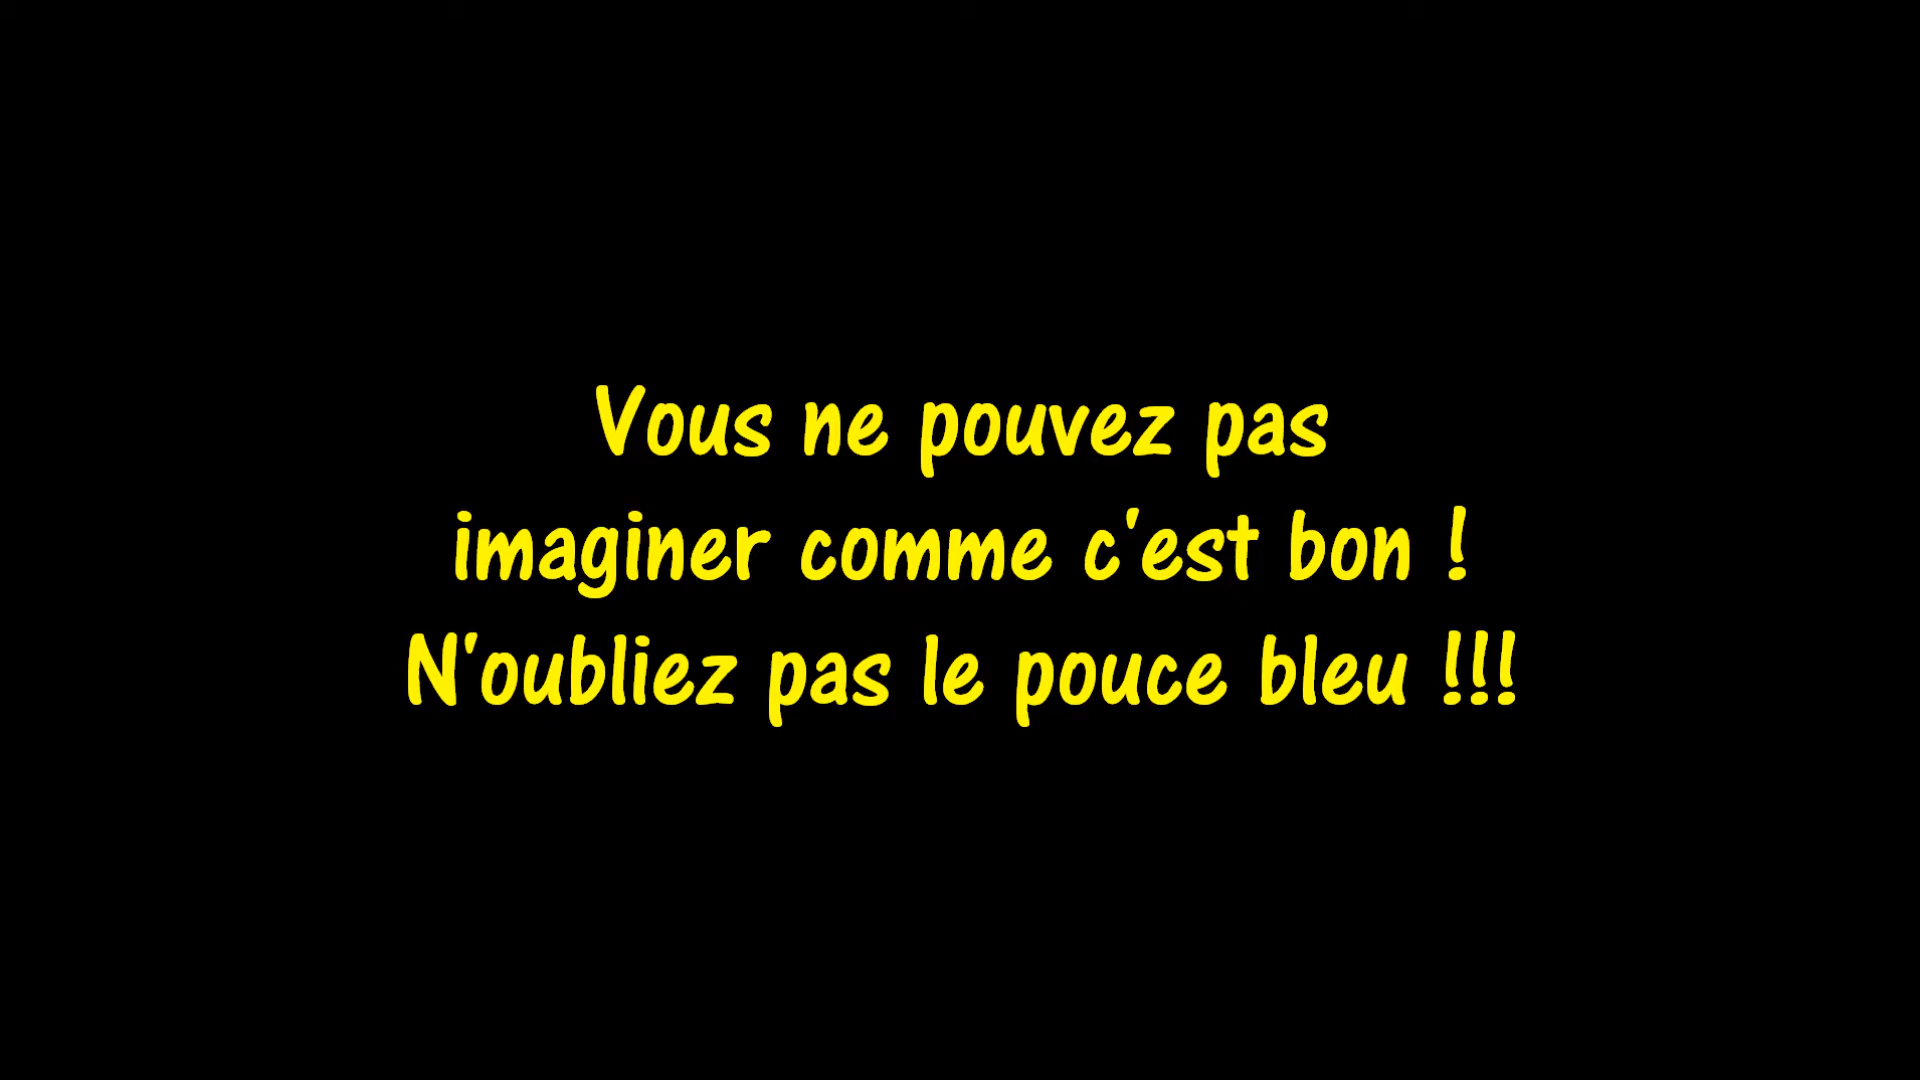 Vous ne pouvez pas
imaginer comme c'est bon !
N'oubliez pas le pouce bleu !!!